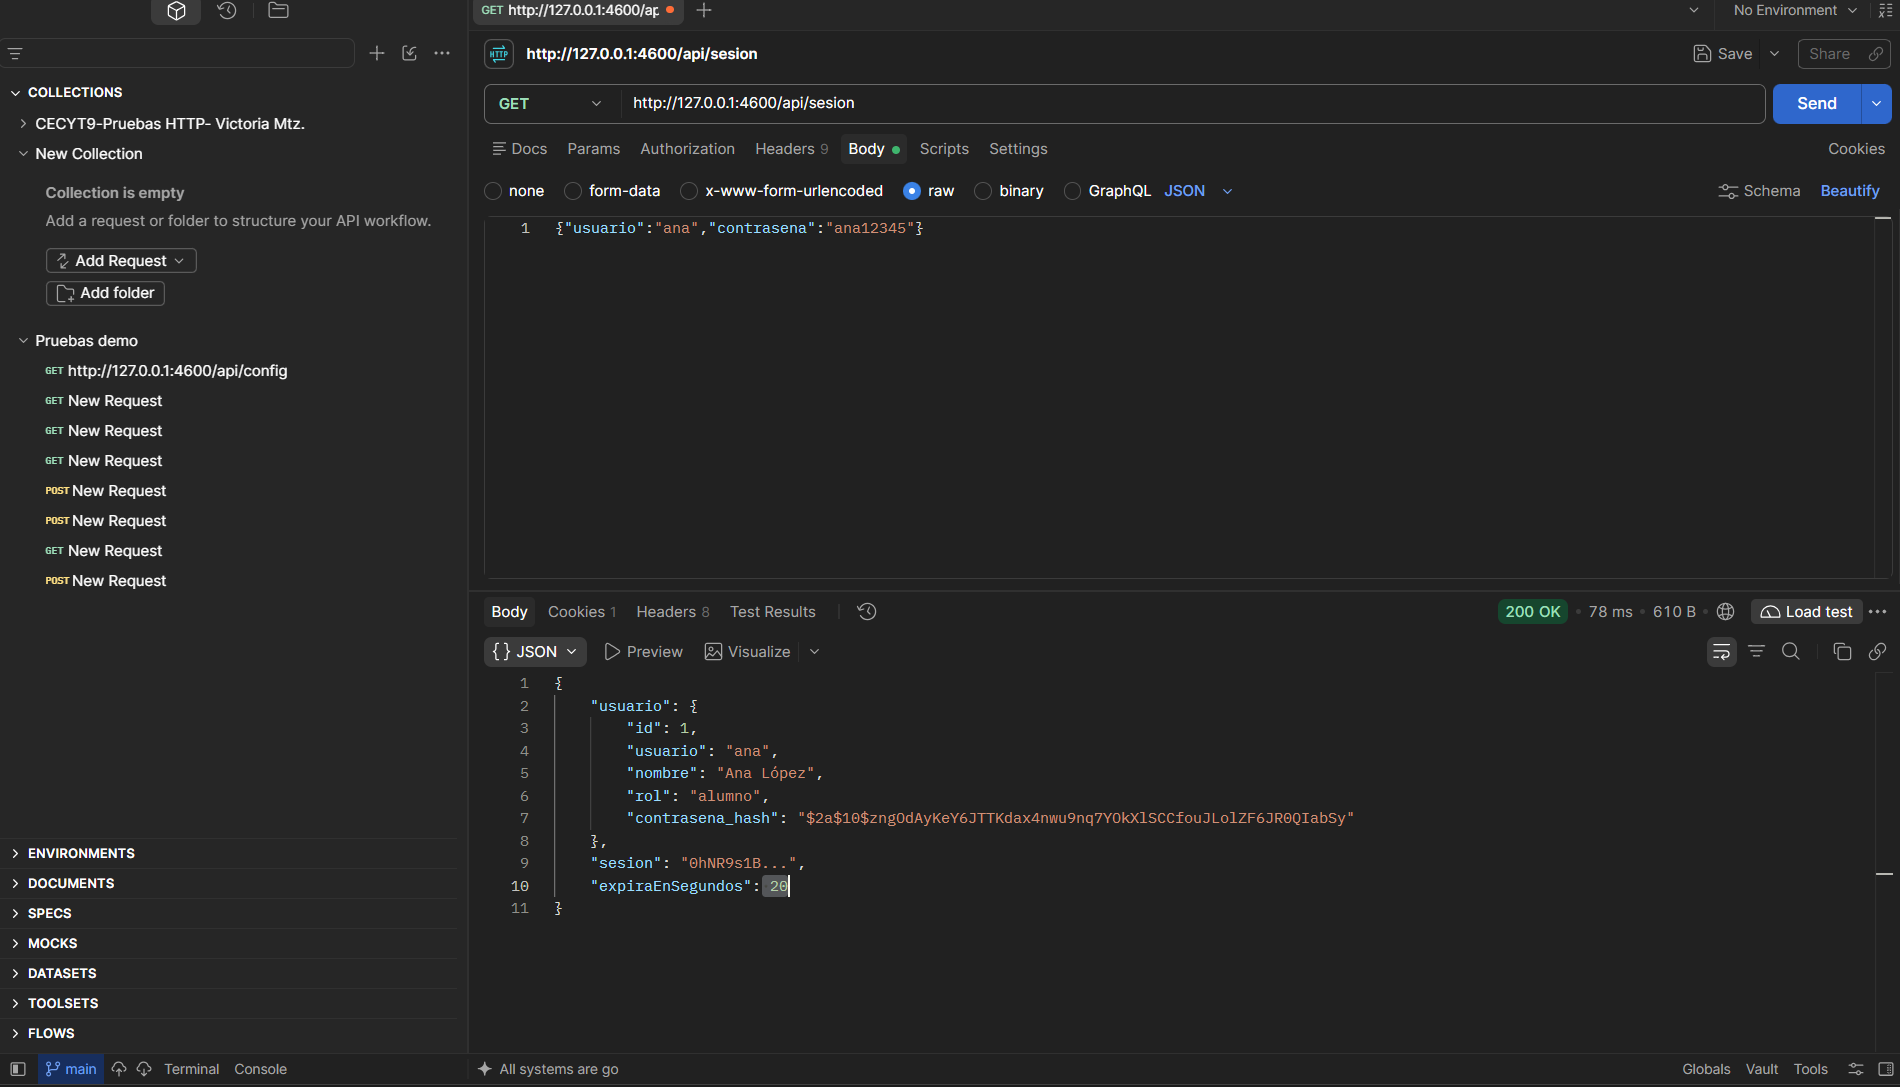 GET http://127.0.0.1:4600/ap
No Environment
http://127.0.0.1:4600/api/sesion
Save
Share
COLLECTIONS
CECYT9-Pruebas HTTP- Victoria Mtz.
New Collection
Collection is empty
Add a request or folder to structure your API workflow.
Add Request
Add folder
Pruebas demo
GET http://127.0.0.1:4600/api/config
GET New Request
GET New Request
GET New Request
POST New Request
POST New Request
GET New Request
POST New Request
ENVIRONMENTS
DOCUMENTS
SPECS
MOCKS
DATASETS
TOOLSETS
FLOWS
HTTP
GET
http://127.0.0.1:4600/api/sesion
Send
Docs Params Authorization Headers 9 Body Scripts Settings Cookies
none form-data x-www-form-urlencoded raw binary GraphQL JSON Schema Beautify
1 {"usuario":"ana","contrasena":"ana12345"}
Body Cookies 1 Headers 8 Test Results 200 OK • 78 ms • 610 B • Load test
{} JSON Preview Visualize
1 {
2 "usuario": {
3 "id": 1,
4 "usuario": "ana",
5 "nombre": "Ana López",
6 "rol": "alumno",
7 "contrasena_hash": "$2a$10$zngOdAyKeY6JTTKdax4nwu9nq7YOkXlSCCfouJLolZF6JR0QIabSy"
8 },
9 "sesion": "0hNR9s1B...",
10 "expiraEnSegundos": 20
11 }
main Terminal Console All systems are go Globals Vault Tools